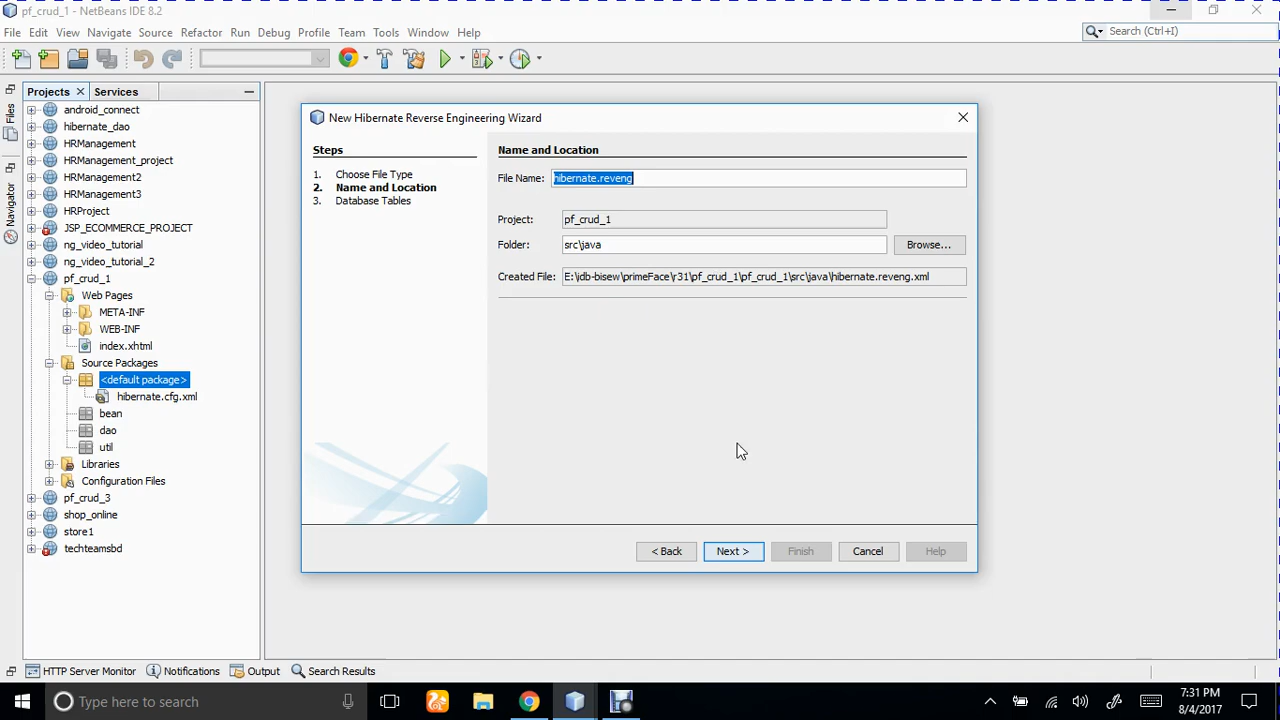 pf_crud_1 - NetBeans IDE 8.2
File Edit View Navigate Source Refactor Run Debug Profile Team Tools Window Help
Search (Ctrl+I)
Projects
Services
Files
Navigator
android_connect
hibernate_dao
HRManagement
HRManagement_project
HRManagement2
HRManagement3
HRProject
JSP_ECOMMERCE_PROJECT
ng_video_tutorial
ng_video_tutorial_2
pf_crud_1
Web Pages
META-INF
WEB-INF
index.xhtml
Source Packages
<default package>
hibernate.cfg.xml
bean
dao
util
Libraries
Configuration Files
pf_crud_3
shop_online
store1
techteamsbd
New Hibernate Reverse Engineering Wizard
Steps
1. Choose File Type
2. Name and Location
3. Database Tables
Name and Location
File Name: hibernate.reveng
Project: pf_crud_1
Folder: src\java Browse...
Created File: E:\idb-bisew\primeFace\r31\pf_crud_1\pf_crud_1\src\java\hibernate.reveng.xml
< Back Next > Finish Cancel Help
HTTP Server Monitor Notifications Output Search Results
Type here to search
7:31 PM
8/4/2017